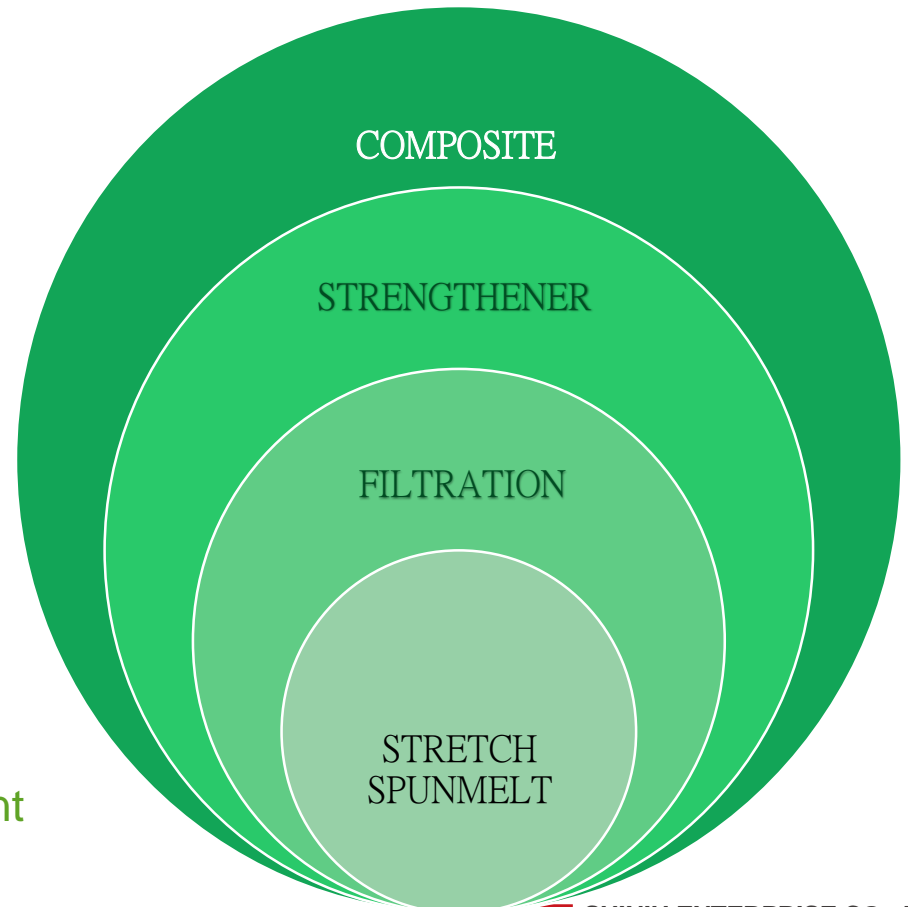 COMPOSITE
STRENGTHENER
FILTRATION
STRETCH
SPUNMELT
nt